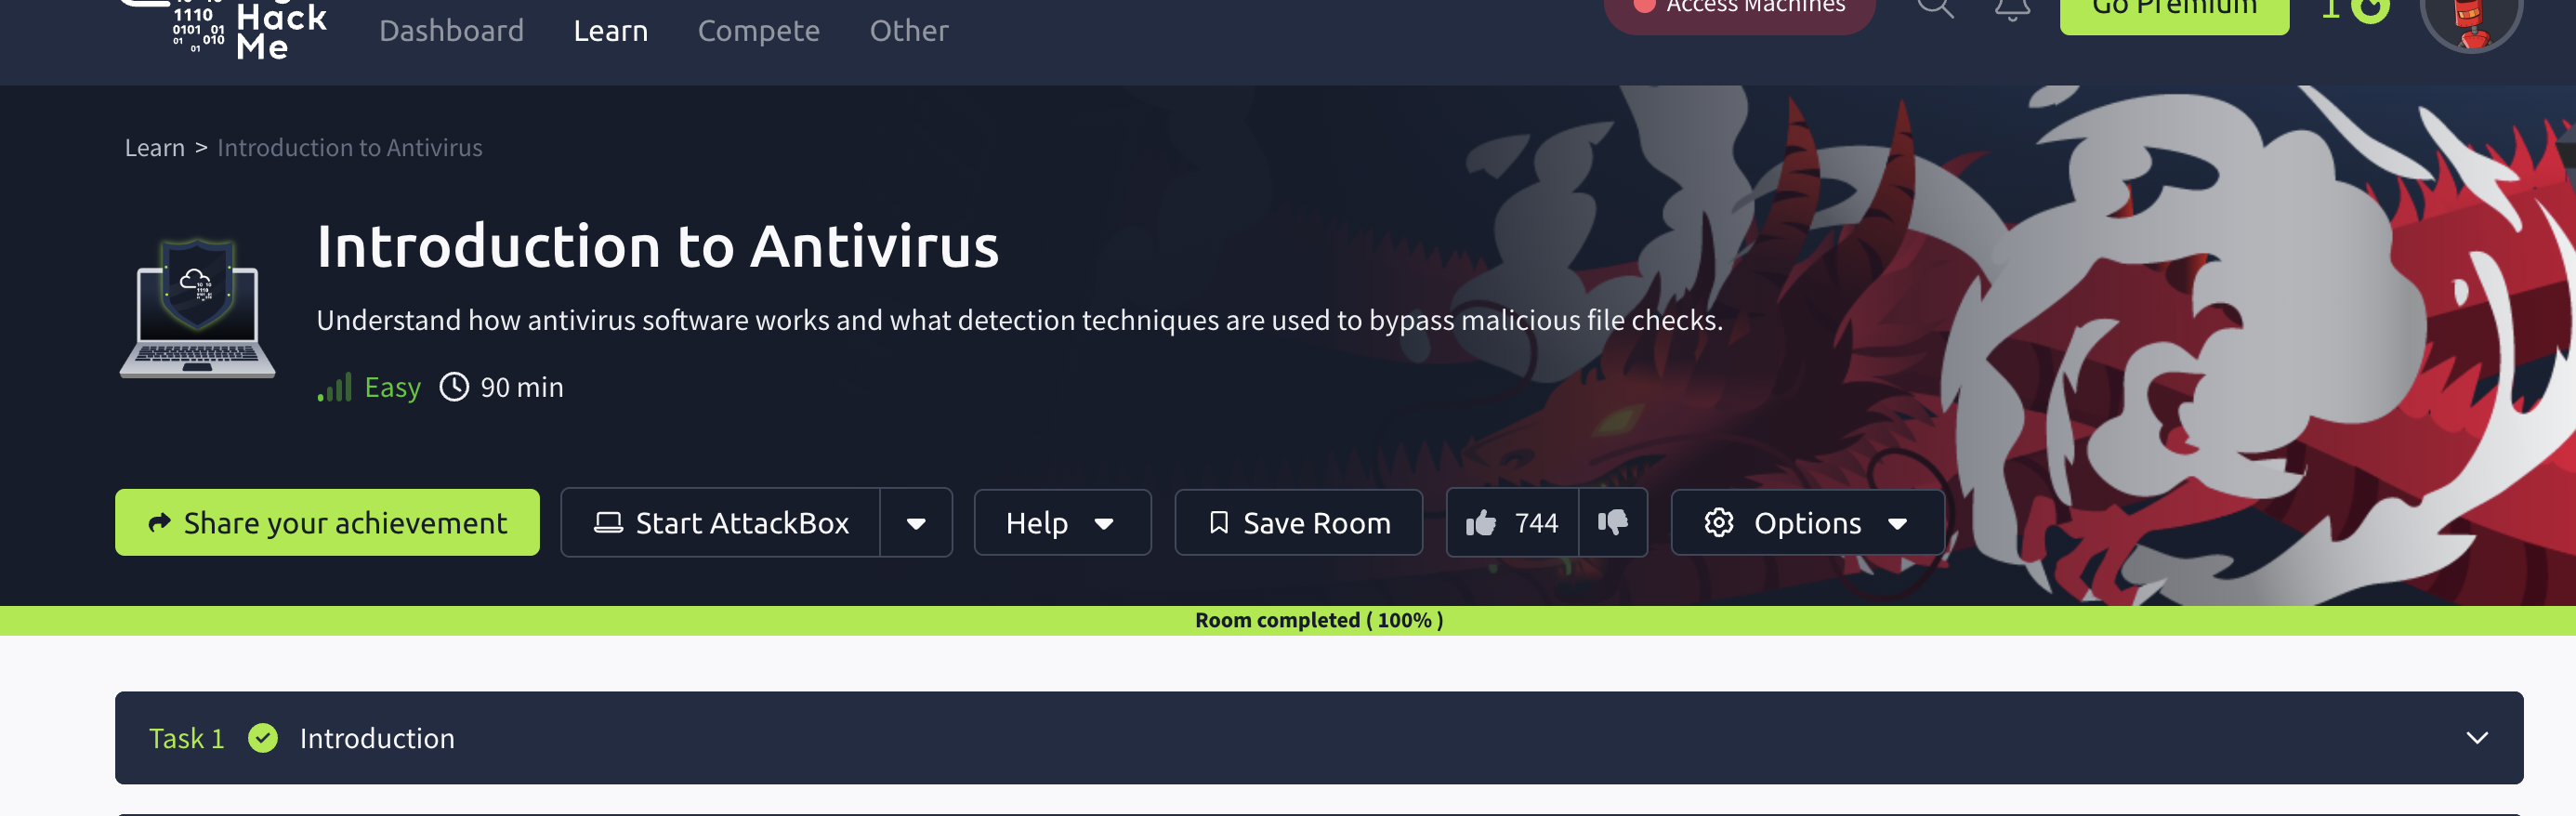 1110
0101 01
01 010
01
Hack
Me
Dashboard
Learn
Compete
Other
Access Machines
Go Premium
1
Learn > Introduction to Antivirus
Introduction to Antivirus
Understand how antivirus software works and what detection techniques are used to bypass malicious file checks.
Easy 90 min
Share your achievement
Start AttackBox
Help
Save Room
744
Options
Room completed ( 100% )
Task 1 Introduction